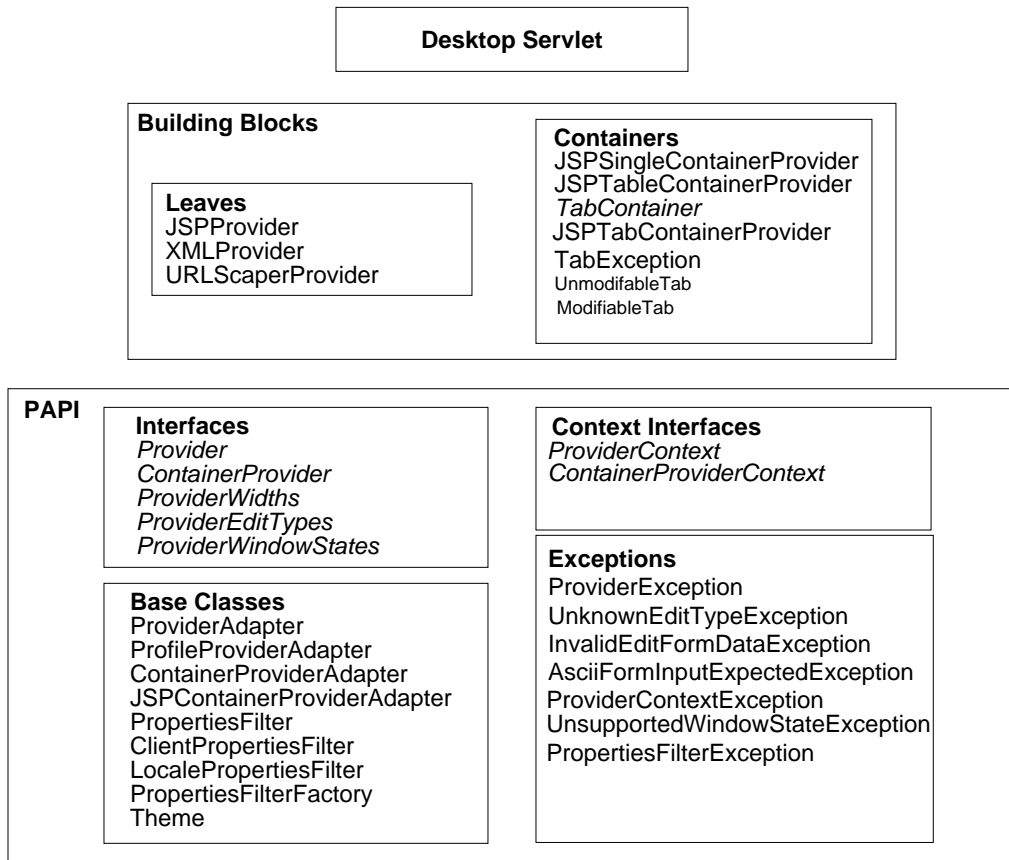 Desktop Servlet
Building Blocks
Leaves
JSPProvider
XMLProvider
URLScaperProvider
Containers
JSPSingleContainerProvider
JSPTableContainerProvider
TabContainer
JSPTabContainerProvider
TabException
UnmodifableTab
ModifiableTab
PAPI
Interfaces
Provider
ContainerProvider
ProviderWidths
ProviderEditTypes
ProviderWindowStates
Context Interfaces
ProviderContext
ContainerProviderContext
Base Classes
ProviderAdapter
ProfileProviderAdapter
ContainerProviderAdapter
JSPContainerProviderAdapter
PropertiesFilter
ClientPropertiesFilter
LocalePropertiesFilter
PropertiesFilterFactory
Theme
Exceptions
ProviderException
UnknownEditTypeException
InvalidEditFormDataException
AsciiFormInputExpectedException
ProviderContextException
UnsupportedWindowStateException
PropertiesFilterException